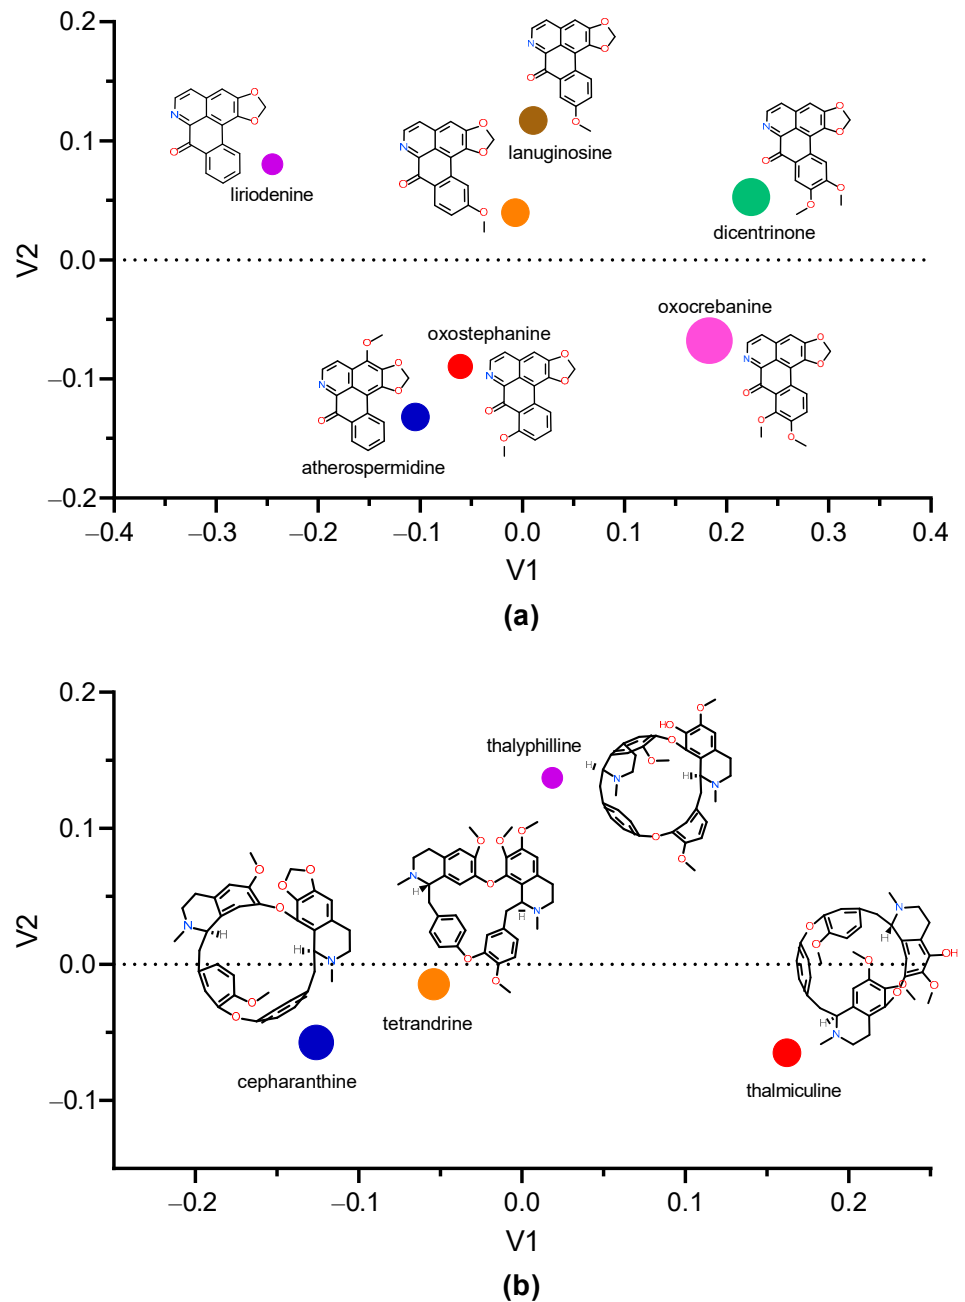 0.2
0.1
0.0
−0.1
−0.2
V2
liriodenine
lanuginosine
dicentrinone
oxocrebanine
oxostephanine
atherospermidine
−0.4 −0.3 −0.2 −0.1 0.0 0.1 0.2 0.3 0.4
V1
(a)
0.2
0.1
0.0
−0.1
V2
thalyphilline
tetrandrine
cepharanthine
thalmiculine
−0.2 −0.1 0.0 0.1 0.2
V1
(b)